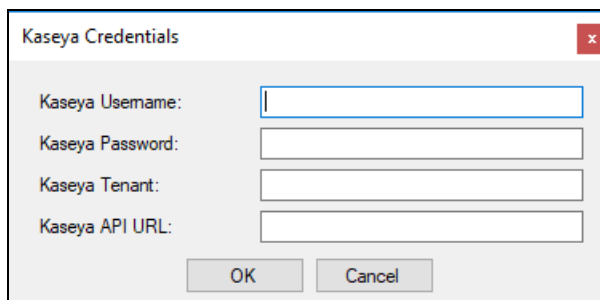 Kaseya Credentials
x
Kaseya Username:
Kaseya Password:
Kaseya Tenant:
Kaseya API URL:
OK Cancel